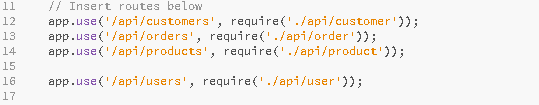 11 // Insert routes below
12 app.use('/api/customers', require('./api/customer'));
13 app.use('/api/orders', require('./api/order'));
14 app.use('/api/products', require('./api/product'));
15
16 app.use('/api/users', require('./api/user'));
17